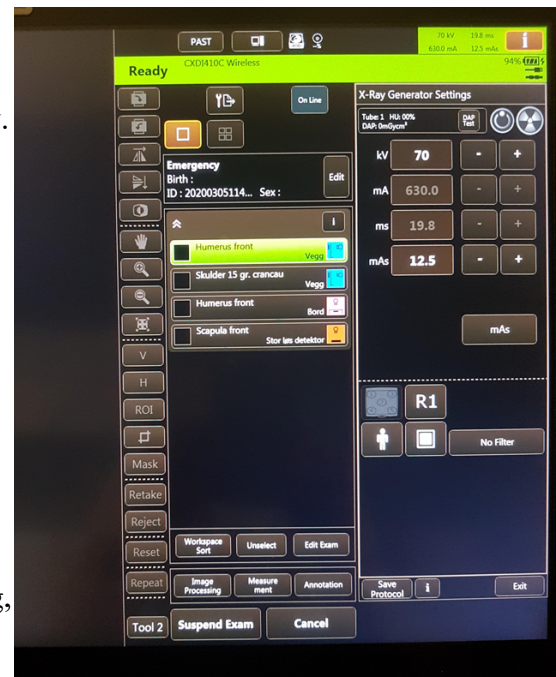 PAST
70 kV 19.8 ms
630.0 mA 12.5 mAs
i
Ready
CXDI410C Wireless
94%
On Line
Emergency
Birth :
ID : 20200305114... Sex :
Edit
i
Humerus front
Vegg
Skulder 15 gr. crancau
Vegg
Humerus front
Bord
Scapula front
Stor løs detektor
V
H
ROI
Mask
Retake
Reject
Reset
Repeat
Tool 2
Workspace
Sort
Unselect
Edit Exam
Image
Processing
Measure
ment
Annotation
Suspend Exam
Cancel
X-Ray Generator Settings
Tube: 1 HU: 00%
DAP: 0mGycm²
DAP
Test
kV 70 - +
mA 630.0 - +
ms 19.8 - +
mAs 12.5 - +
mAs
R1
No Filter
Save
Protocol
i
Exit